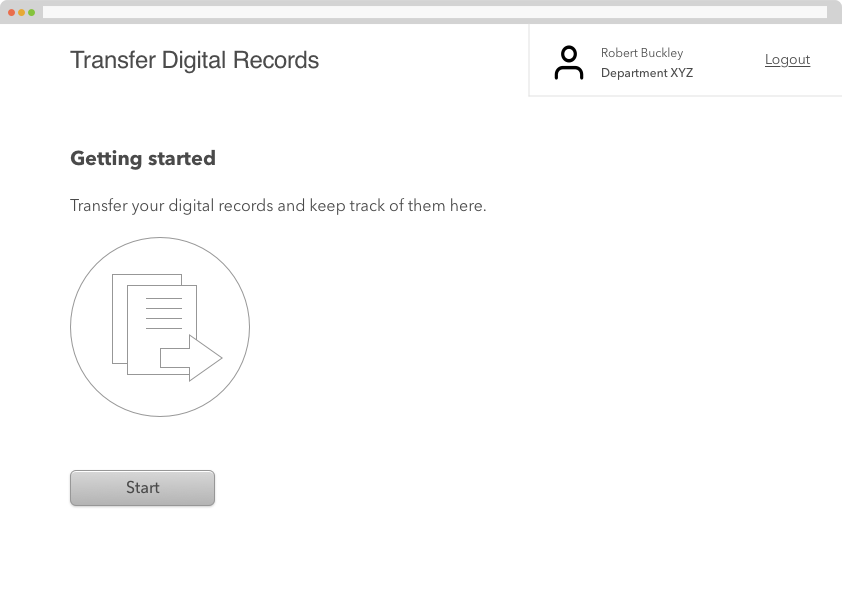 Transfer Digital Records
Robert Buckley
Department XYZ
Logout
Getting started
Transfer your digital records and keep track of them here.
Start